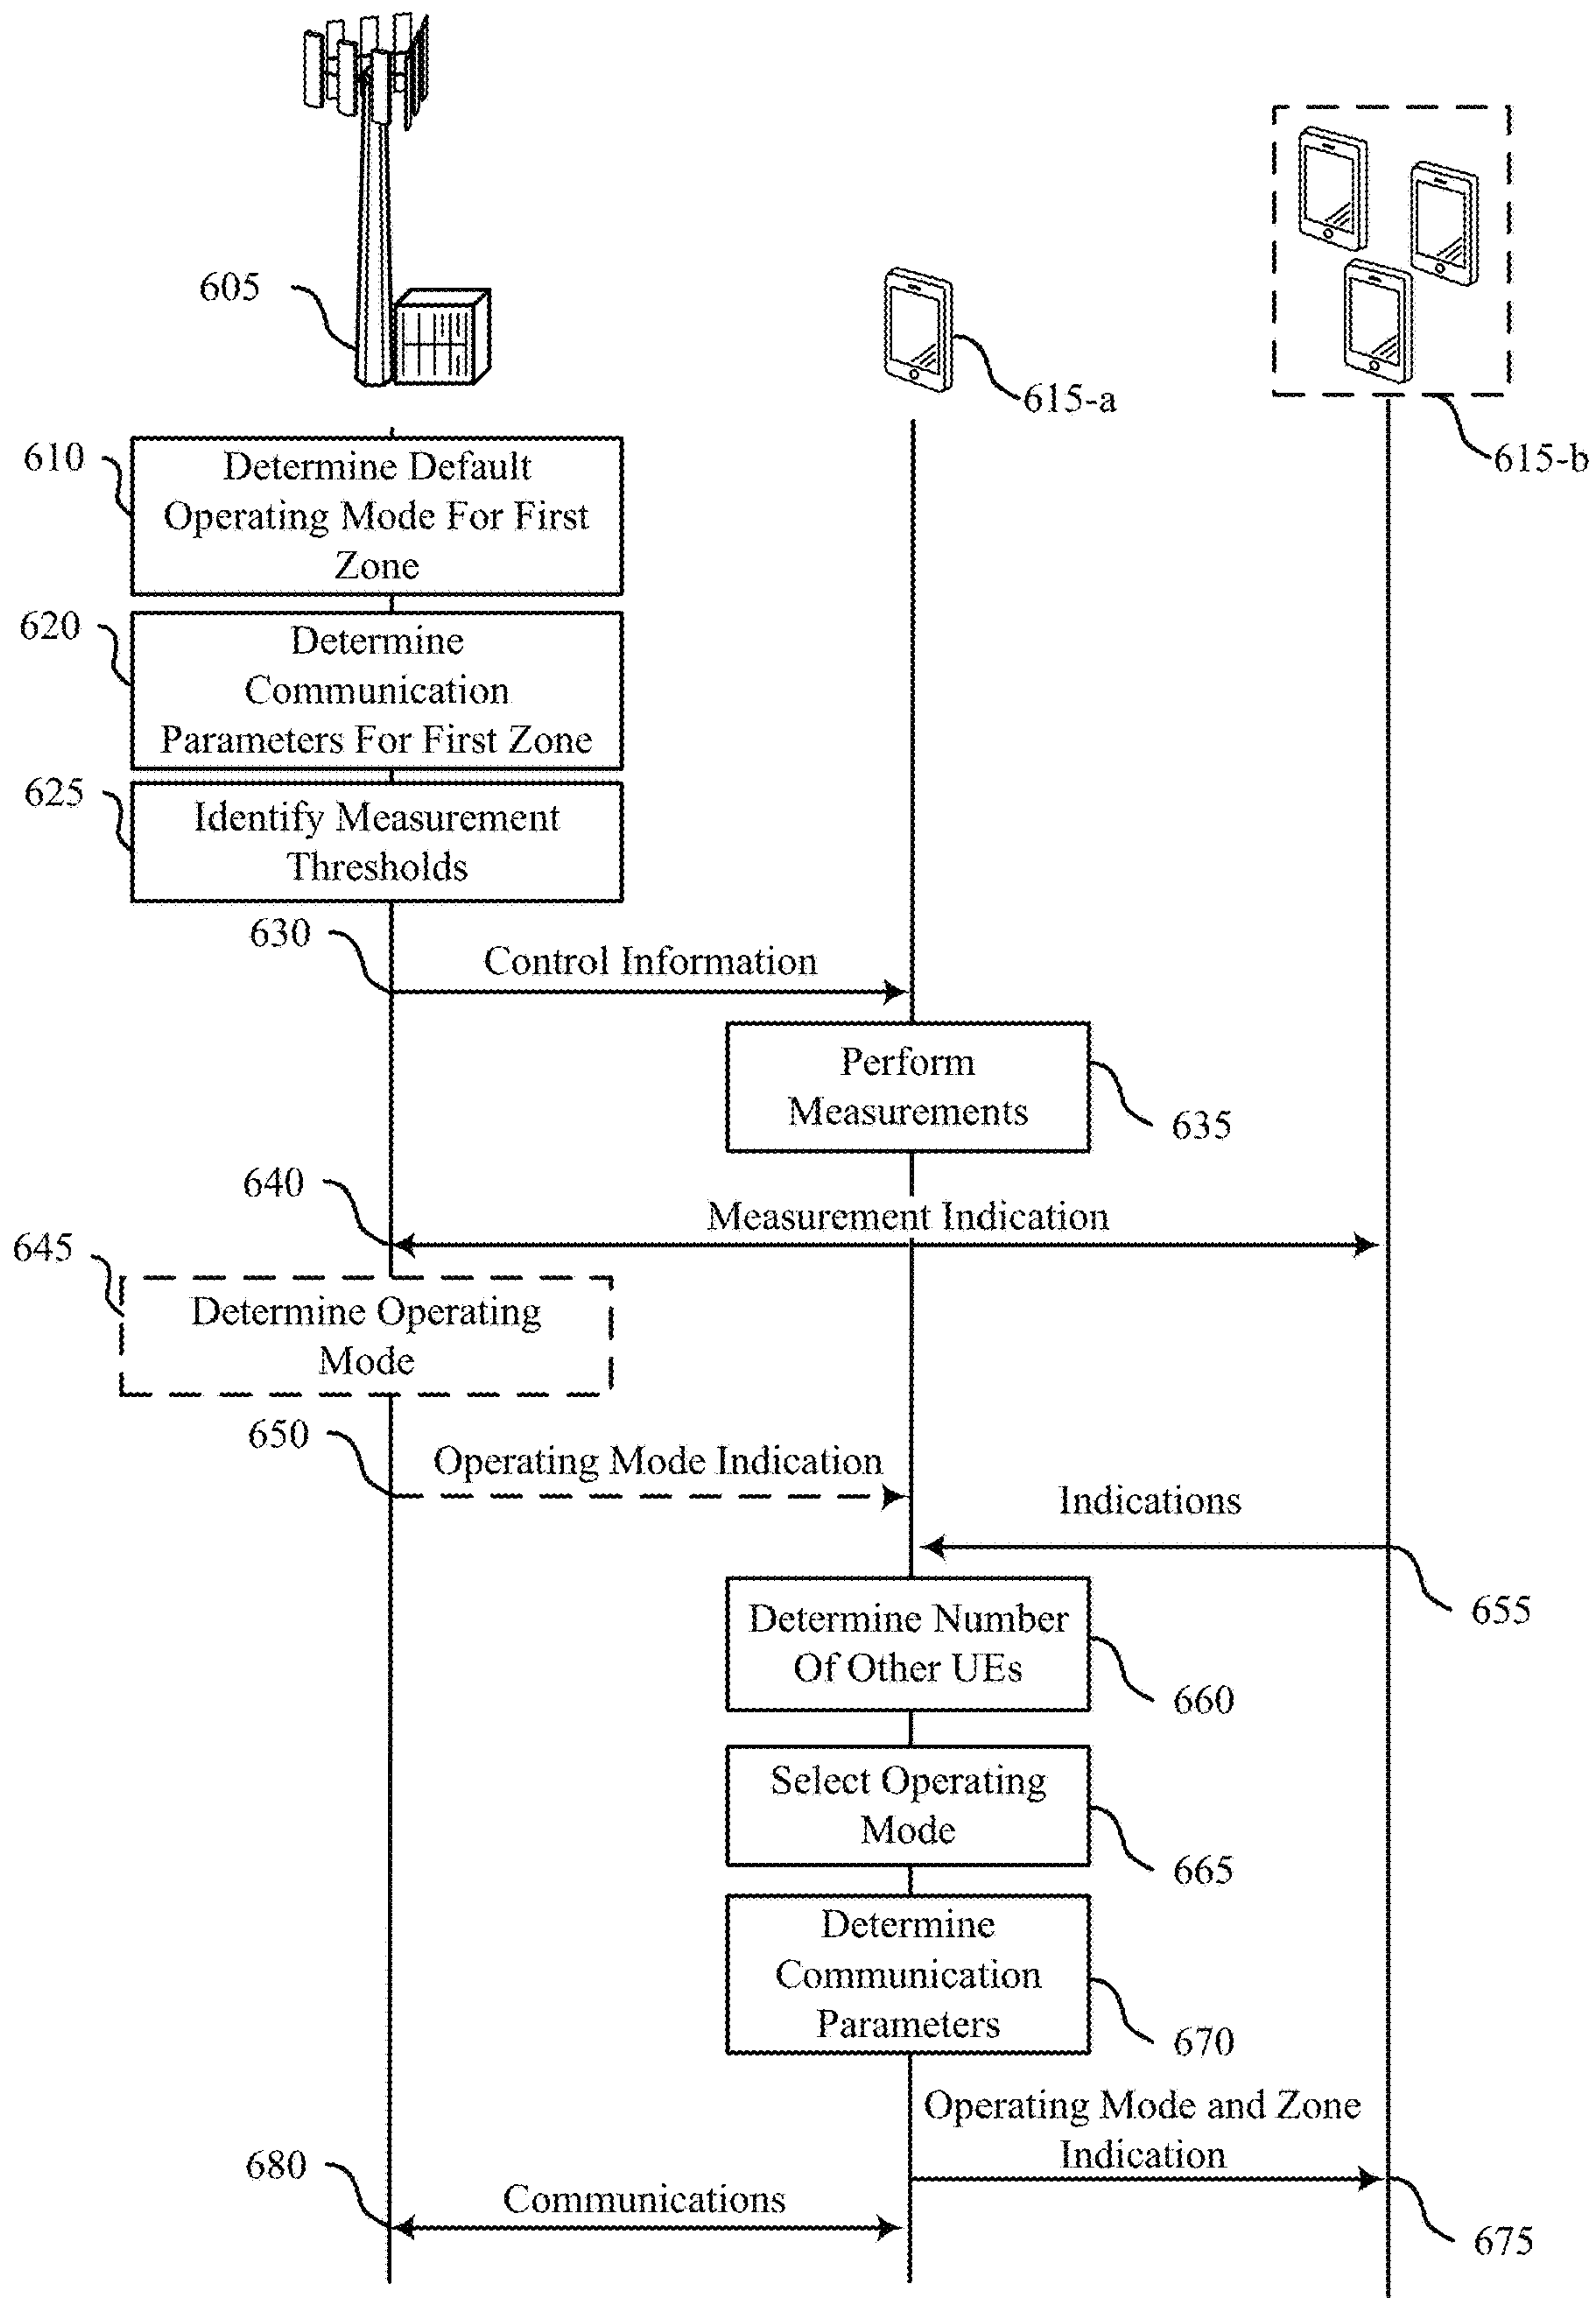 605
615-a
615-b
610
Determine Default
Operating Mode For First
Zone
620
Determine
Communication
Parameters For First Zone
625
Identify Measurement
Thresholds
630
Control Information
Perform
Measurements
635
640
Measurement Indication
645
Determine Operating
Mode
650
Operating Mode Indication
Indications
655
Determine Number
Of Other UEs
660
Select Operating
Mode
665
Determine
Communication
Parameters
670
Operating Mode and Zone
Indication
675
680
Communications